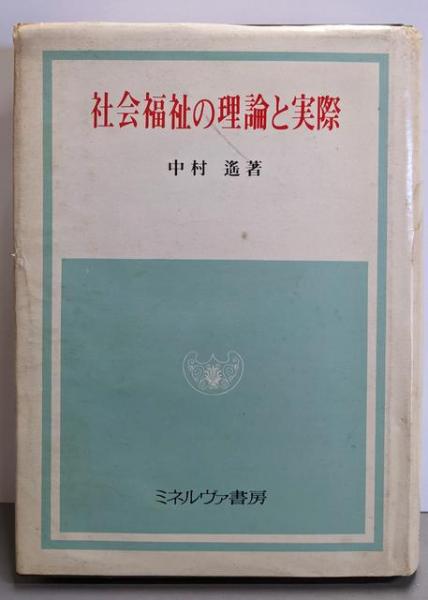 社会福祉の理論と実際
中村 遙著
ミネルヴァ書房